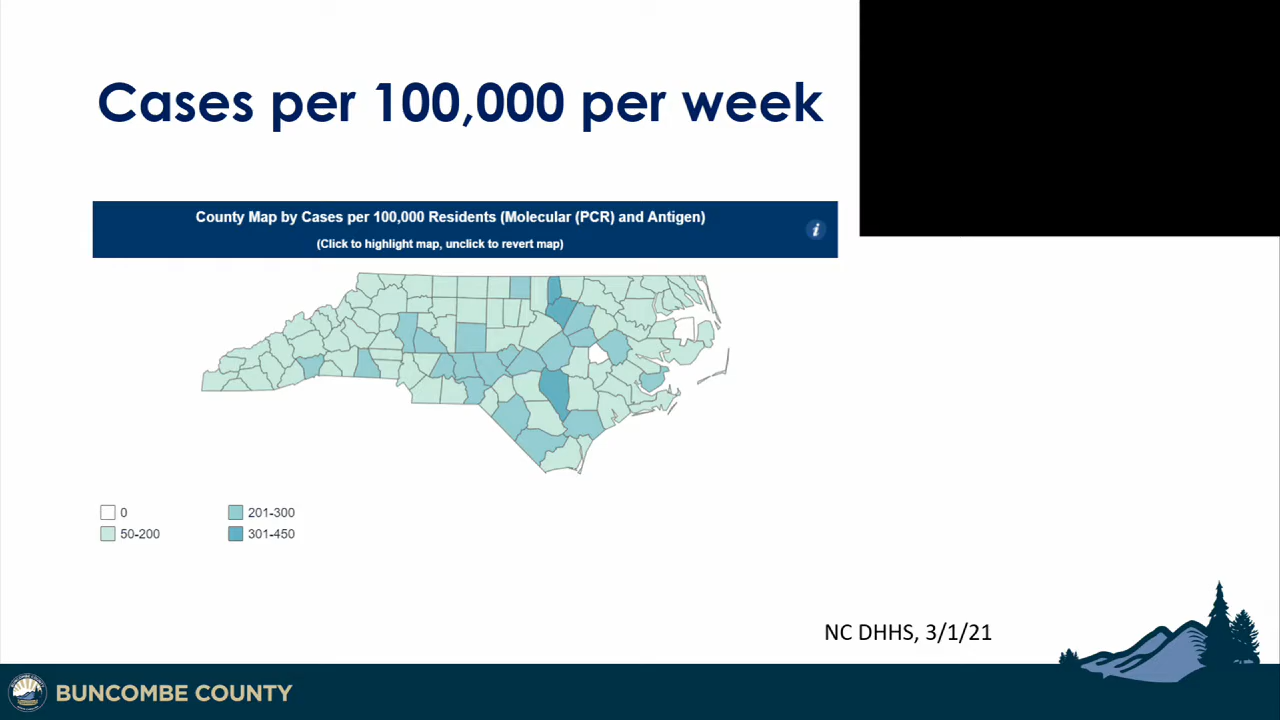 Cases per 100,000 per week
County Map by Cases per 100,000 Residents (Molecular (PCR) and Antigen)
(Click to highlight map, unclick to revert map)
i
0
201-300
50-200
301-450
NC DHHS, 3/1/21
BUNCOMBE COUNTY